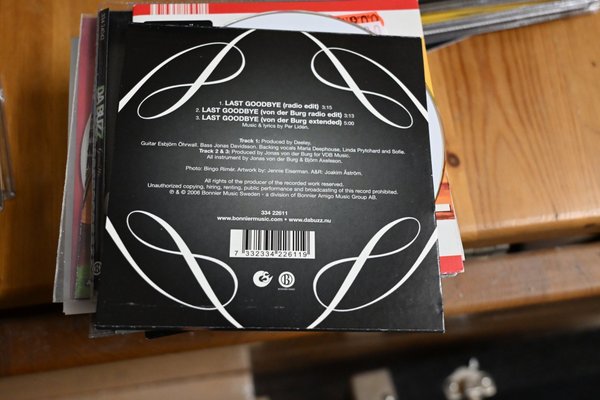 1. LAST GOODBYE (radio edit) 3:15
2. LAST GOODBYE (von der Burg radio edit) 3:13
3. LAST GOODBYE (von der Burg extended) 5:00
Music & lyrics by Per Lidén.
Track 1: Produced by Deeley.
Guitar Esbjörn Öhrwall, Bass Jonas Davidsson. Backing vocals Maria Deephouse, Linda Prytchard and Sofie.
Track 2 & 3: Produced by Jonas von der Burg for VDB Music.
All instrument by Jonas von der Burg & Björn Axelsson.
Photo: Bingo Rimér. Artwork by: Jennis Eiserman. A&R: Joakim Åström.
All rights of the producer of the recorded work reserved.
Unauthorized copying, hiring, renting, public performance and broadcasting of this record prohibited.
℗ & © 2006 Bonnier Music Sweden - a division of Bonnier Amigo Music Group AB.
334 22611
www.bonniermusic.com • www.dabuzz.nu
7 332334 226119
DA BUZZ